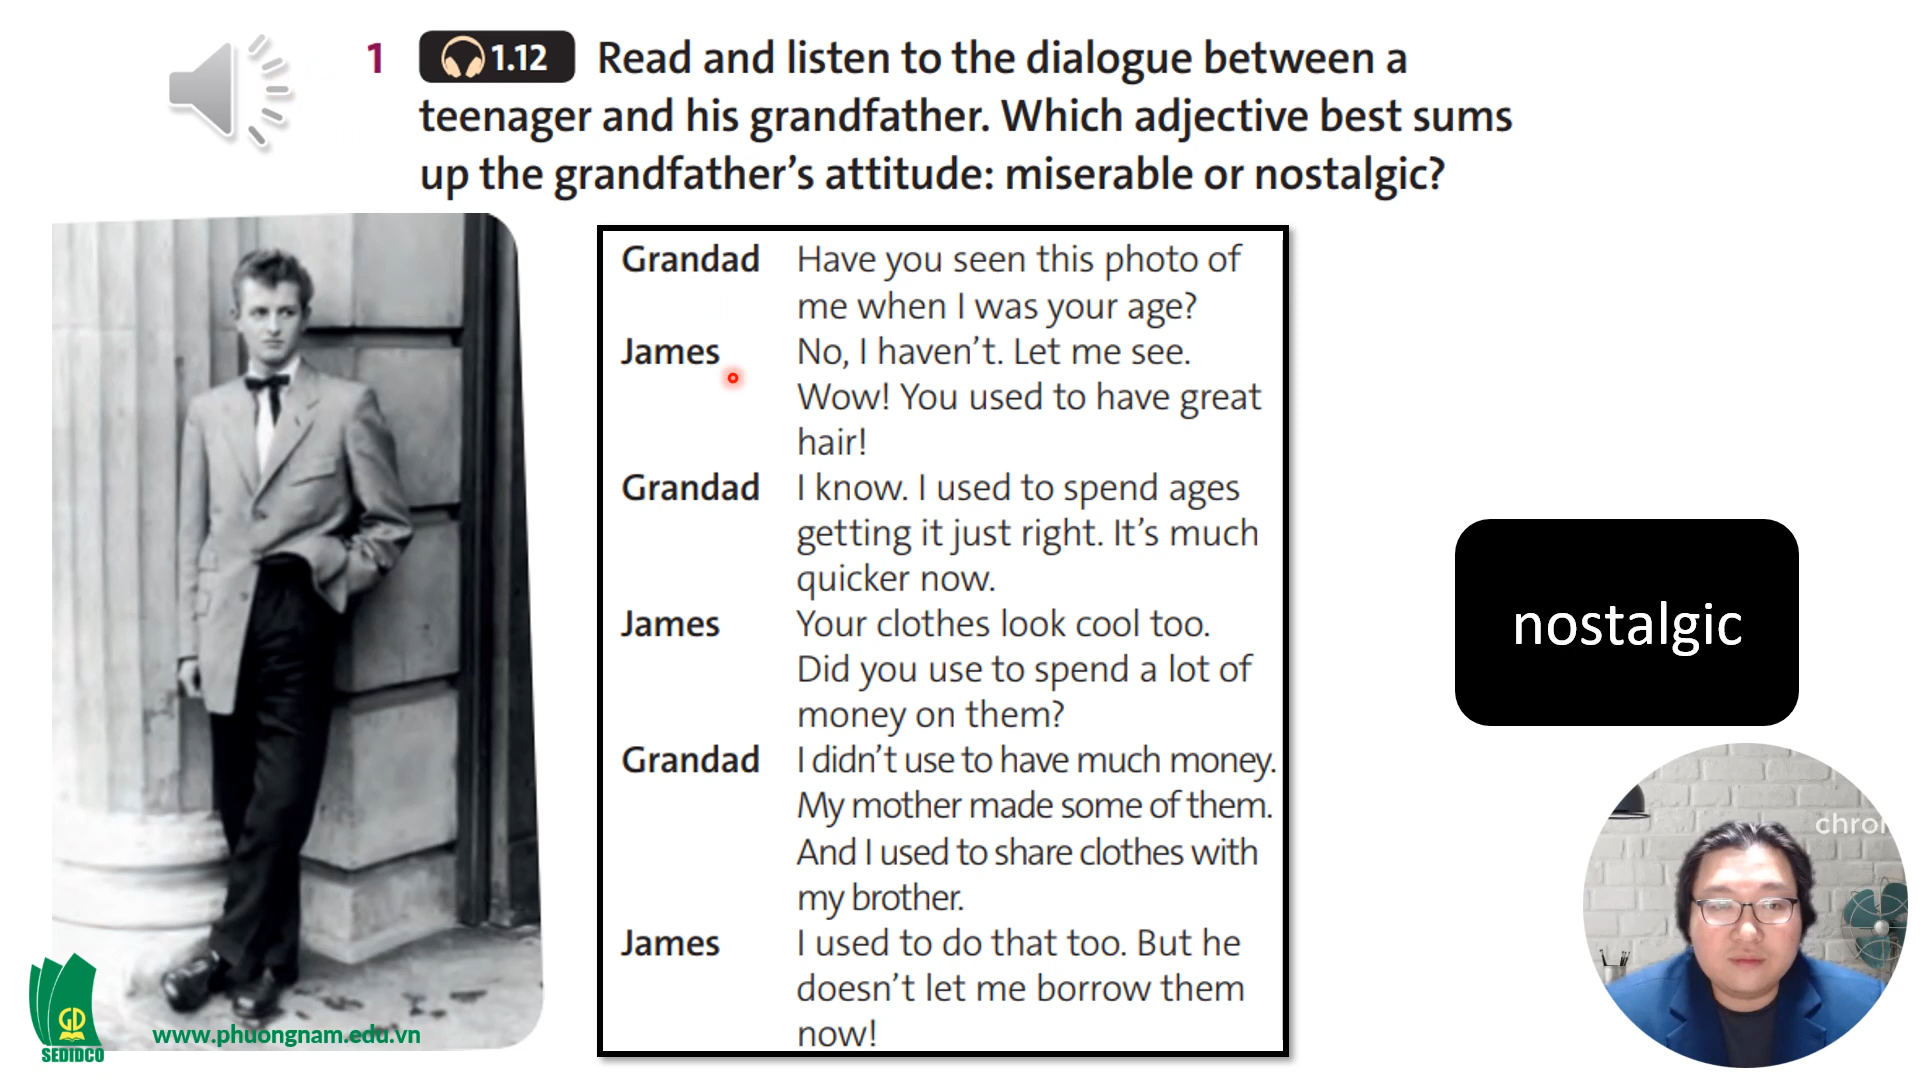 1 1.12 Read and listen to the dialogue between a
teenager and his grandfather. Which adjective best sums
up the grandfather’s attitude: miserable or nostalgic?
Grandad Have you seen this photo of
me when I was your age?
James No, I haven’t. Let me see.
Wow! You used to have great
hair!
Grandad I know. I used to spend ages
getting it just right. It’s much
quicker now.
James Your clothes look cool too.
Did you use to spend a lot of
money on them?
Grandad I didn’t use to have much money.
My mother made some of them.
And I used to share clothes with
my brother.
James I used to do that too. But he
doesn’t let me borrow them
now!
nostalgic
GD
SEDIDCO
www.phuongnam.edu.vn